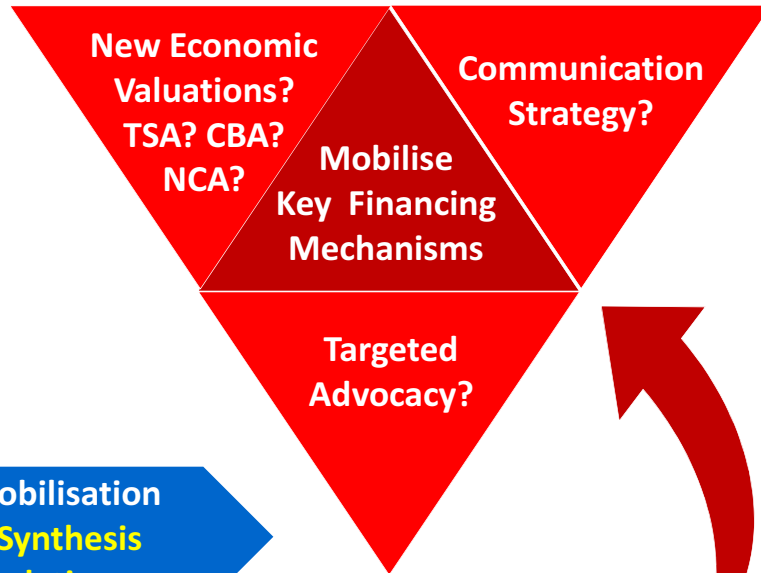 New Economic
Valuations?
TSA? CBA?
NCA?
Communication
Strategy?
Mobilise
Key Financing
Mechanisms
Targeted
Advocacy?
obilisation
Synthesis